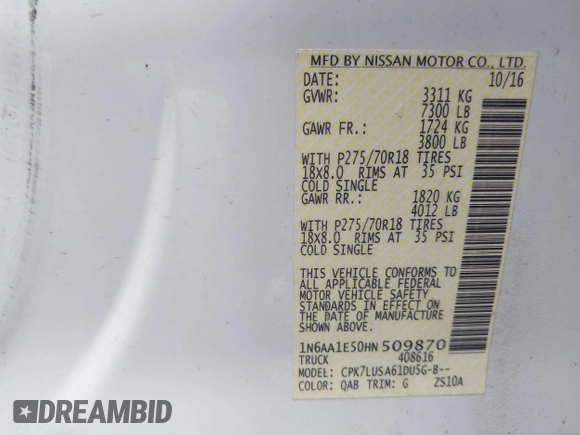 MFD BY NISSAN MOTOR CO., LTD.
DATE: 10/16
GVWR: 3311 KG
7300 LB
GAWR FR.: 1724 KG
3800 LB
WITH P275/70R18 TIRES
18x8.0 RIMS AT 35 PSI
COLD SINGLE
GAWR RR.: 1820 KG
4012 LB
WITH P275/70R18 TIRES
18x8.0 RIMS AT 35 PSI
COLD SINGLE
THIS VEHICLE CONFORMS TO
ALL APPLICABLE FEDERAL
MOTOR VEHICLE SAFETY
STANDARDS IN EFFECT ON
THE DATE OF MANUFACTURE
SHOWN ABOVE.
1N6AA1E50HN509870
TRUCK 408616
MODEL: CPK7LUSA61DU5G-B--
COLOR: QAB TRIM: G ZS10A
DREAMBID
DREAMBID.COM